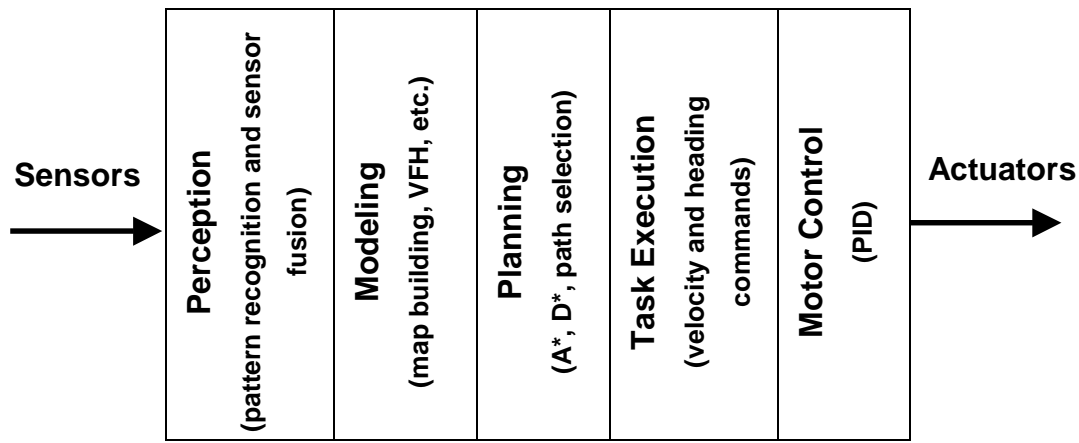 Sensors
Perception
(pattern recognition and sensor
fusion)
Modeling
(map building, VFH, etc.)
Planning
(A*, D*, path selection)
Task Execution
(velocity and heading
commands)
Motor Control
(PID)
Actuators